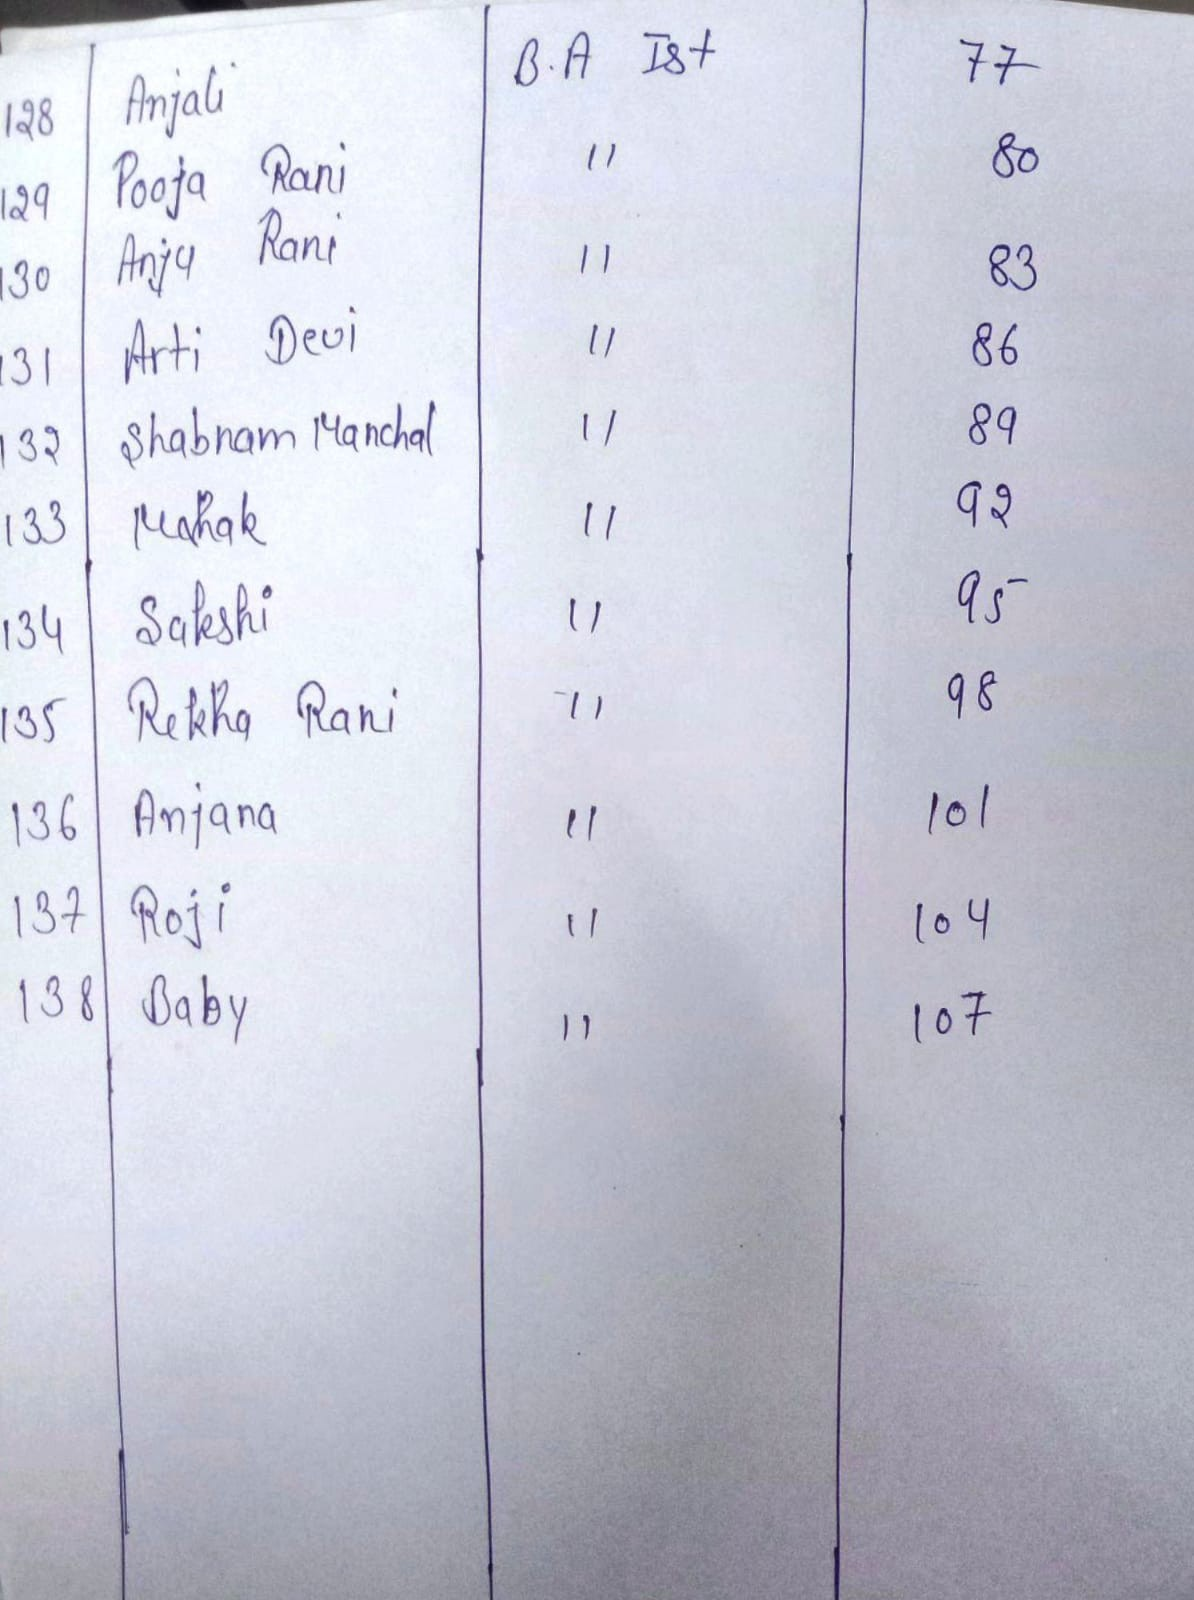 128 Anjali B.A Ist 77
129 Pooja Rani 11 80
130 Anju Rani 11 83
131 Arti Devi 11 86
132 Shabnam Manchal 11 89
133 Mahak 11 92
134 Sakshi 11 95
135 Rekha Rani 11 98
136 Anjana 11 101
137 Roji 11 104
138 Baby 11 107